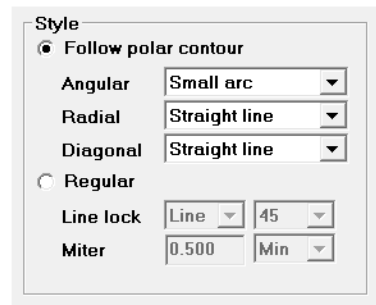 Style
Follow polar contour
Angular Small arc
Radial Straight line
Diagonal Straight line
Regular
Line lock Line 45
Miter 0.500 Min